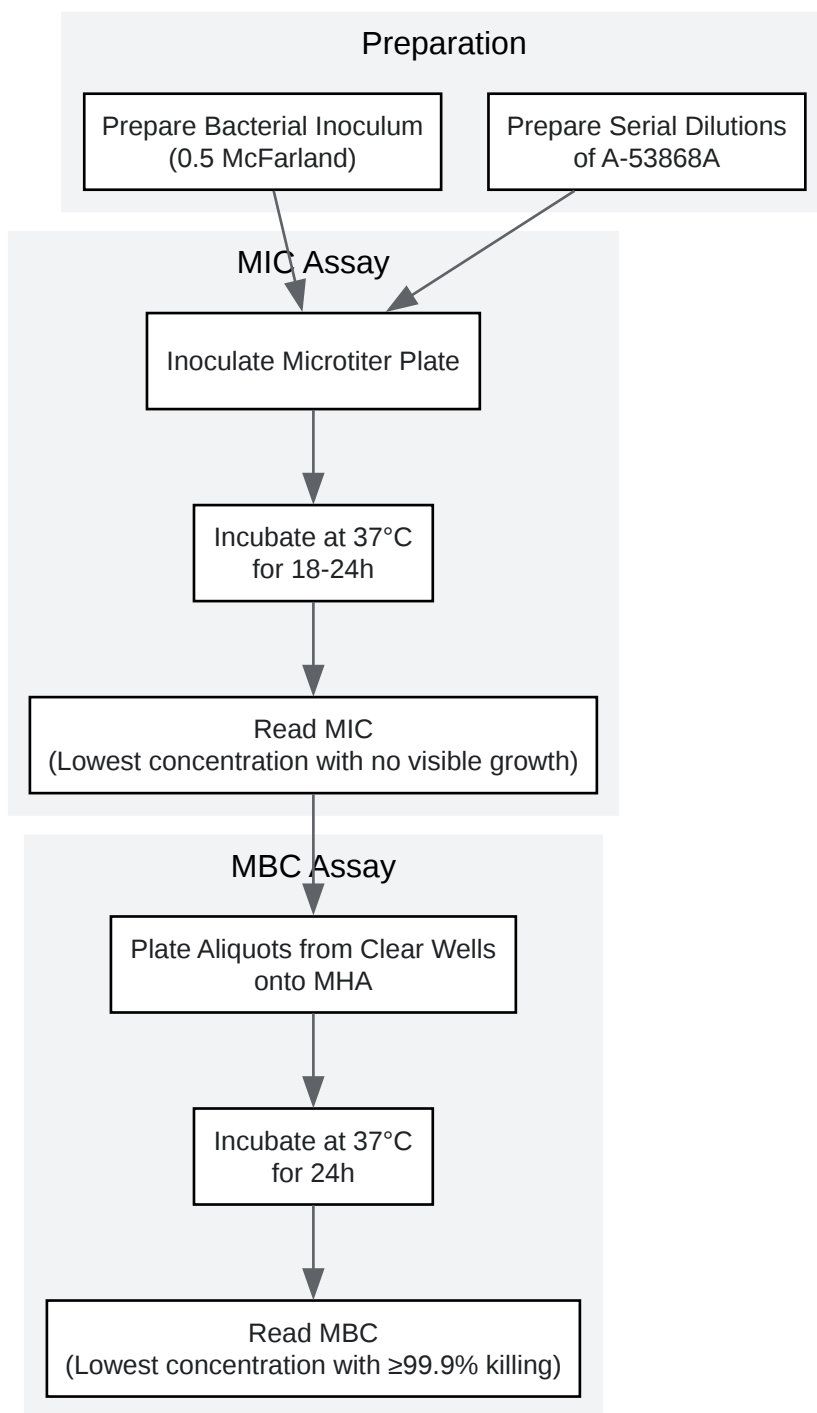 Preparation
Prepare Bacterial Inoculum
(0.5 McFarland)
Prepare Serial Dilutions
of A-53868A
MIC Assay
Inoculate Microtiter Plate
Incubate at 37°C
for 18-24h
Read MIC
(Lowest concentration with no visible growth)
MBC Assay
Plate Aliquots from Clear Wells
onto MHA
Incubate at 37°C
for 24h
Read MBC
(Lowest concentration with ≥99.9% killing)